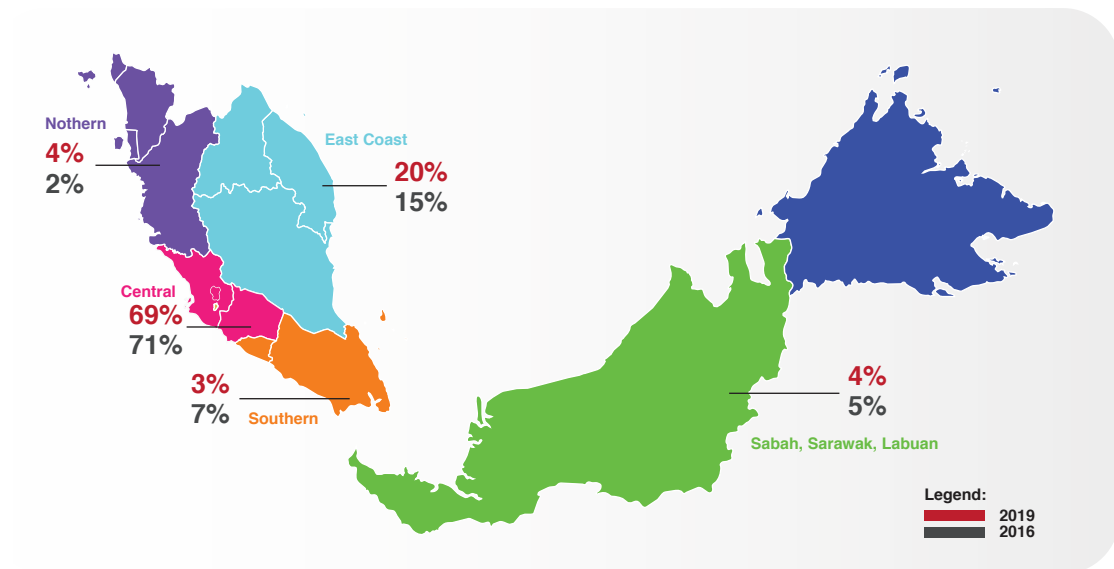 Nothern
4%
2%
East Coast
20%
15%
Central
69%
71%
3%
7%
Southern
4%
5%
Sabah, Sarawak, Labuan
Legend:
2019
2016